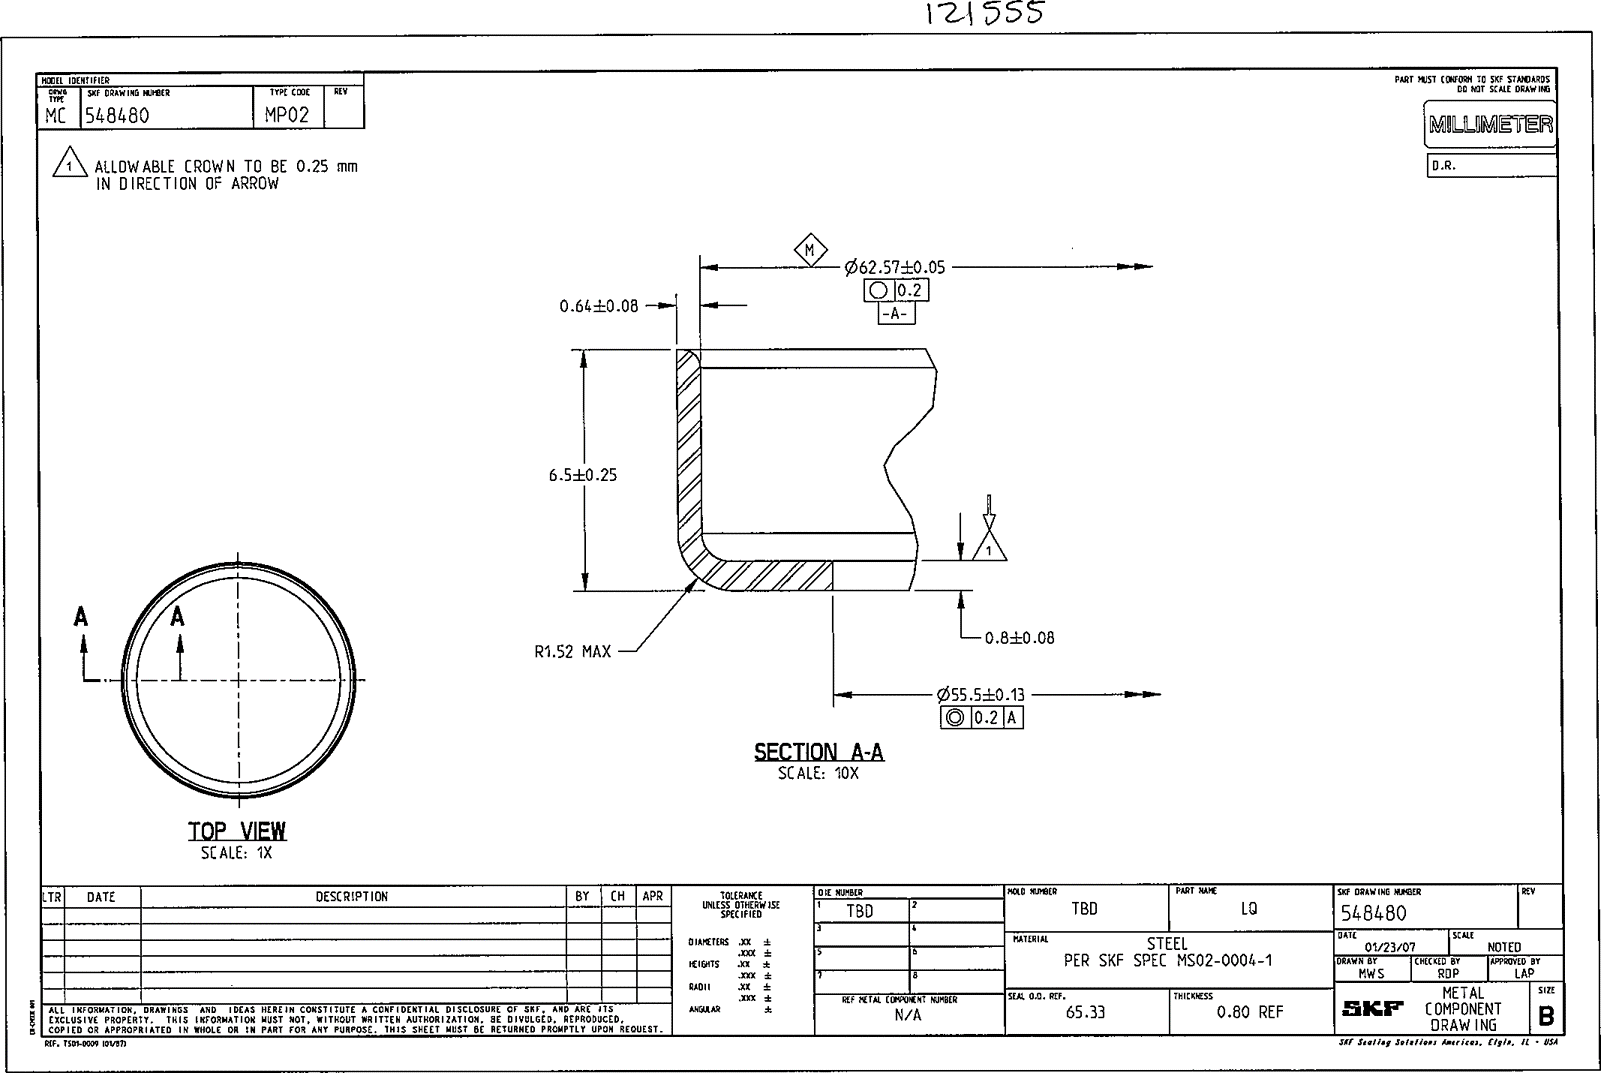 121555
MODEL IDENTIFIER
DRWG TYPE
SKF DRAWING NUMBER
TYPE CODE
REV
MC
548480
MP02
PART MUST CONFORM TO SKF STANDARDS
DO NOT SCALE DRAWING
MILLIMETER
D.R.
1 ALLOWABLE CROWN TO BE 0.25 mm
IN DIRECTION OF ARROW
M
Ø62.57±0.05
0.2
-A-
0.64±0.08
6.5±0.25
1
R1.52 MAX
0.8±0.08
Ø55.5±0.13
0.2 A
SECTION A-A
SCALE: 10X
A A
TOP VIEW
SCALE: 1X
LTR DATE DESCRIPTION BY CH APR
ALL INFORMATION, DRAWINGS AND IDEAS HEREIN CONSTITUTE A CONFIDENTIAL DISCLOSURE OF SKF, AND ARE ITS
EXCLUSIVE PROPERTY. THIS INFORMATION MUST NOT, WITHOUT WRITTEN AUTHORIZATION, BE DIVULGED, REPRODUCED,
COPIED OR APPROPRIATED IN WHOLE OR IN PART FOR ANY PURPOSE. THIS SHEET MUST BE RETURNED PROMPTLY UPON REQUEST.
REF. TS01-0009 (01/87)
TOLERANCE
UNLESS OTHERWISE
SPECIFIED
DIAMETERS .XX ±
.XXX ±
HEIGHTS .XX ±
.XXX ±
RADII .XX ±
.XXX ±
ANGULAR ±
DIE NUMBER
1 TBD 2
3 4
5 6
7 8
REF METAL COMPONENT NUMBER
N/A
MOLD NUMBER
TBD
PART NAME
LQ
MATERIAL
STEEL
PER SKF SPEC MS02-0004-1
SEAL O.D. REF.
65.33
THICKNESS
0.80 REF
SKF DRAWING NUMBER
548480
REV
DATE
01/23/07
SCALE
NOTED
DRAWN BY
MWS
CHECKED BY
RDP
APPROVED BY
LAP
SKF
METAL
COMPONENT
DRAWING
SIZE
B
SKF Sealing Solutions Americas, Elgin, IL - USA